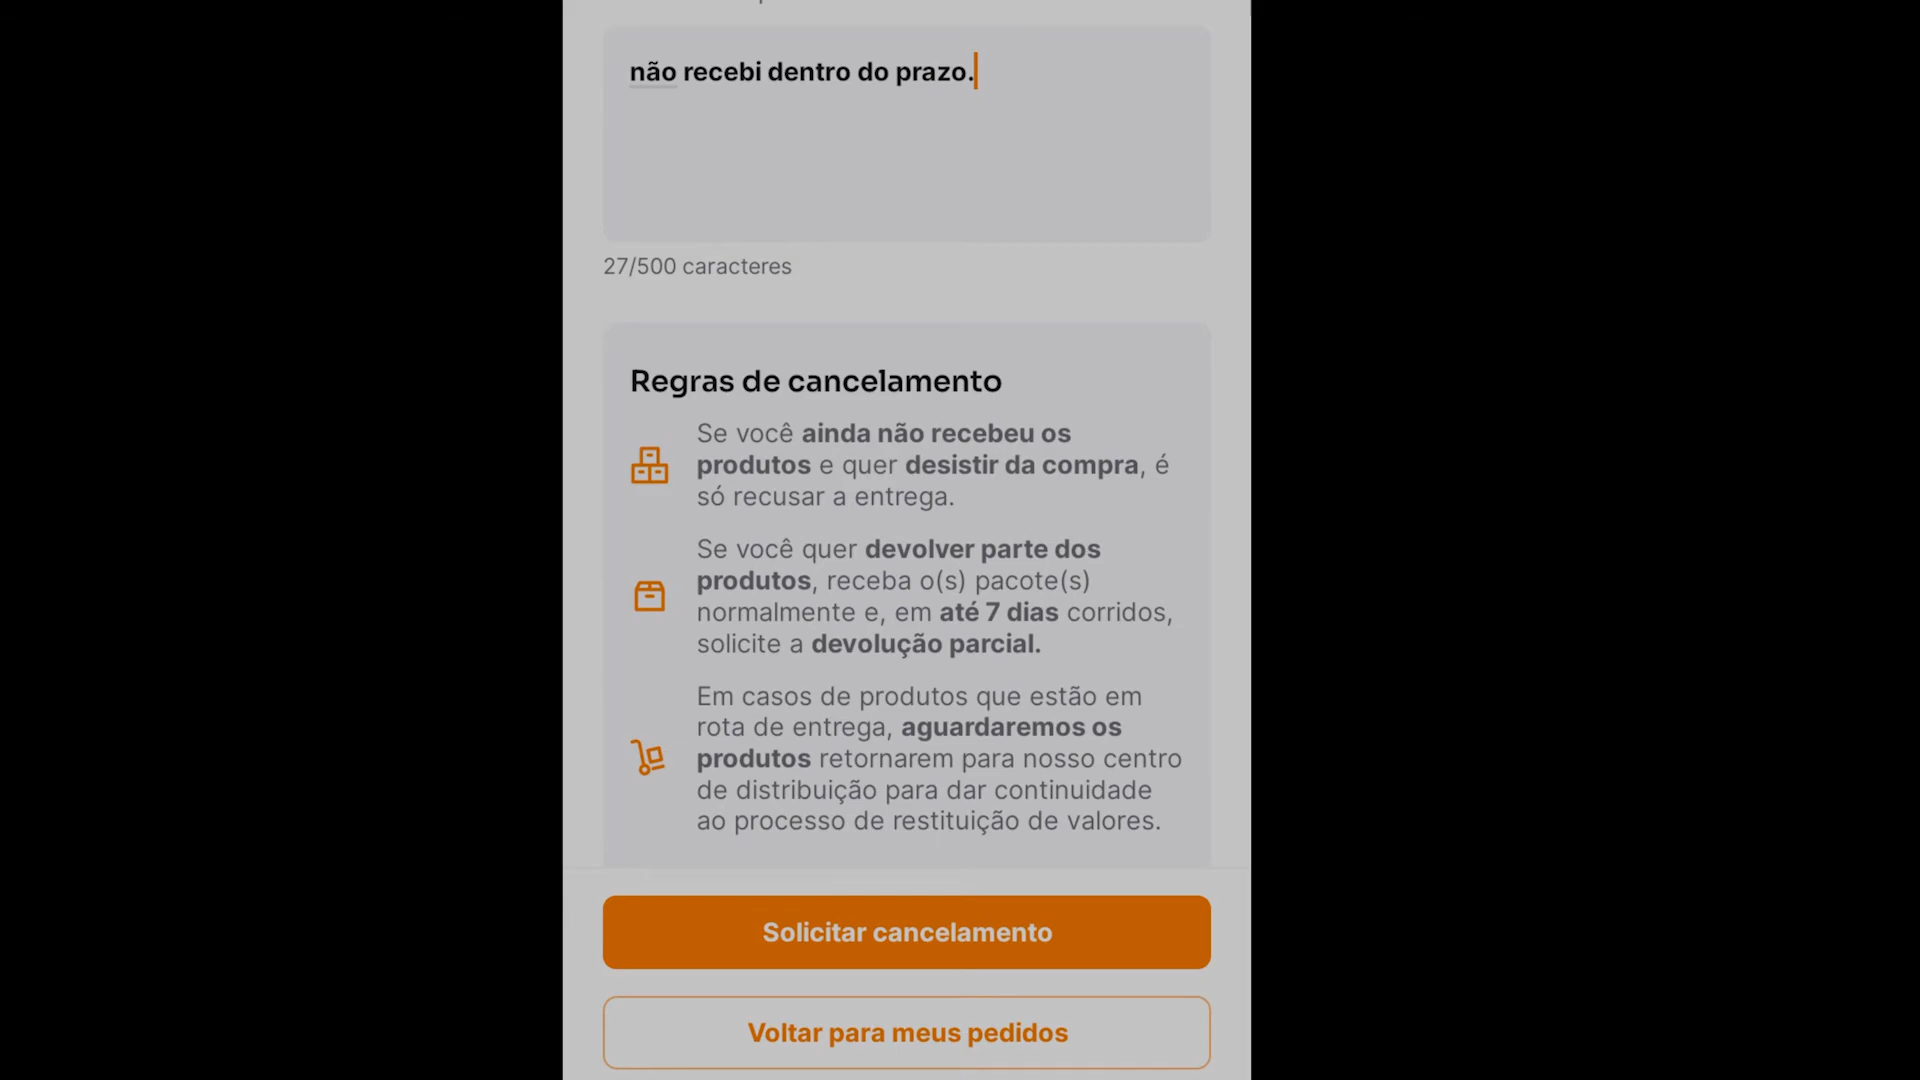 não recebi dentro do prazo.
27/500 caracteres
Regras de cancelamento
Se você ainda não recebeu os
produtos e quer desistir da compra, é
só recusar a entrega.
Se você quer devolver parte dos
produtos, receba o(s) pacote(s)
normalmente e, em até 7 dias corridos,
solicite a devolução parcial.
Em casos de produtos que estão em
rota de entrega, aguardaremos os
produtos retornarem para nosso centro
de distribuição para dar continuidade
ao processo de restituição de valores.
Solicitar cancelamento
Voltar para meus pedidos